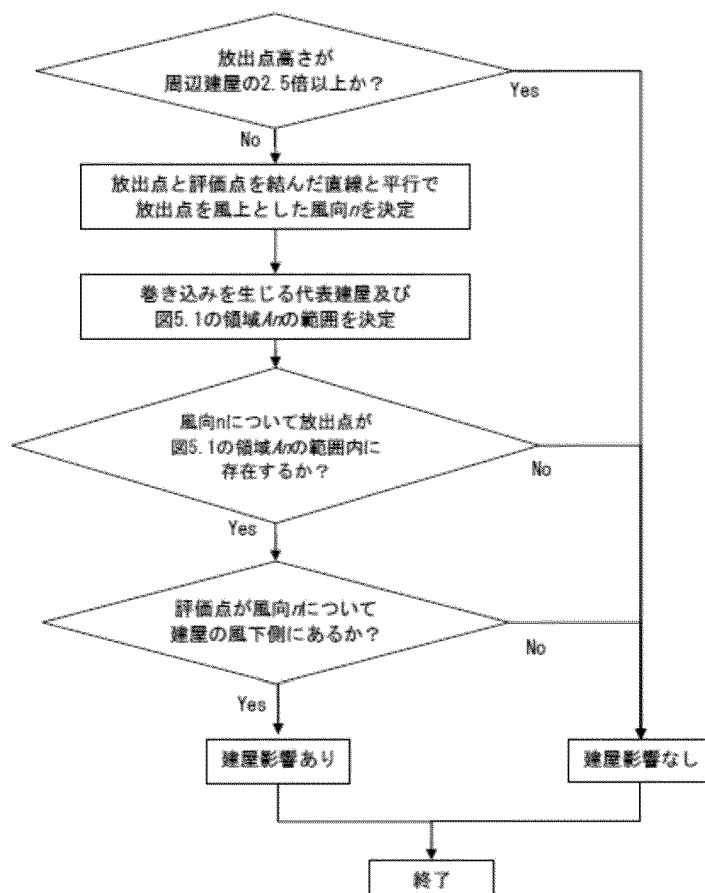 放出点高さが
周辺建屋の2.5倍以上か？
Yes
No
放出点と評価点を結んだ直線と平行で
放出点を風上とした風向nを決定
巻き込みを生じる代表建屋及び
図5.1の領域Anの範囲を決定
風向nについて放出点が
図5.1の領域Anの範囲内に
存在するか？
No
Yes
評価点が風向nについて
建屋の風下側にあるか？
No
Yes
建屋影響あり
建屋影響なし
終了